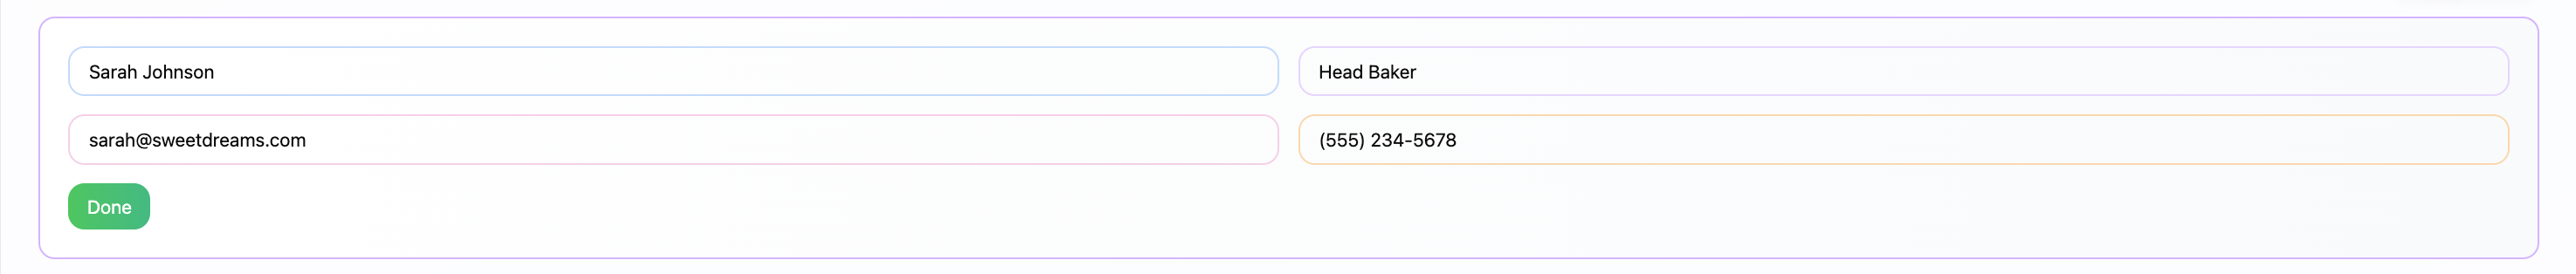 Sarah Johnson
Head Baker
sarah@sweetdreams.com
(555) 234-5678
Done